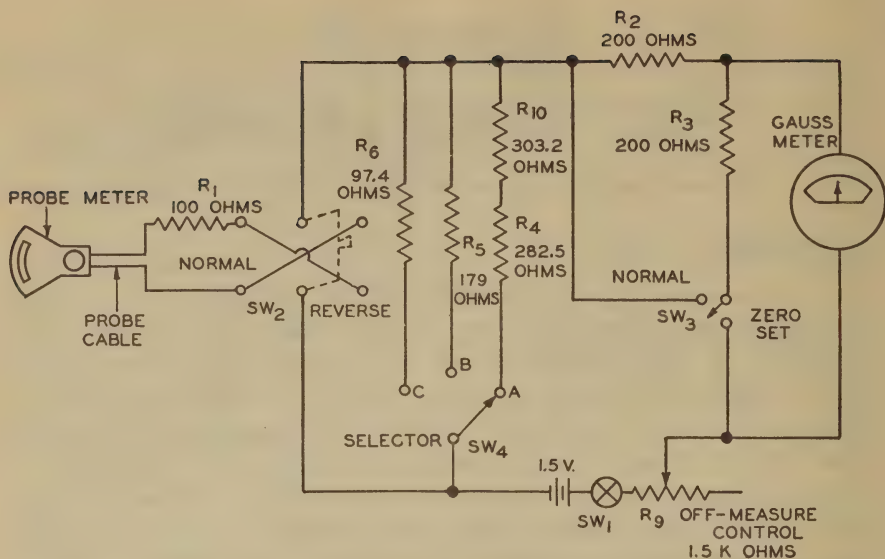 R2
200 OHMS
R10
303.2
OHMS
R3
200 OHMS
GAUSS
METER
R6
97.4
OHMS
PROBE METER
R1
100 OHMS
R5
179
OHMS
R4
282.5
OHMS
NORMAL
SW2
REVERSE
PROBE
CABLE
NORMAL
SW3
ZERO
SET
B
C
A
SELECTOR
SW4
1.5 V.
SW1
R9
OFF-MEASURE
CONTROL
1.5 K OHMS